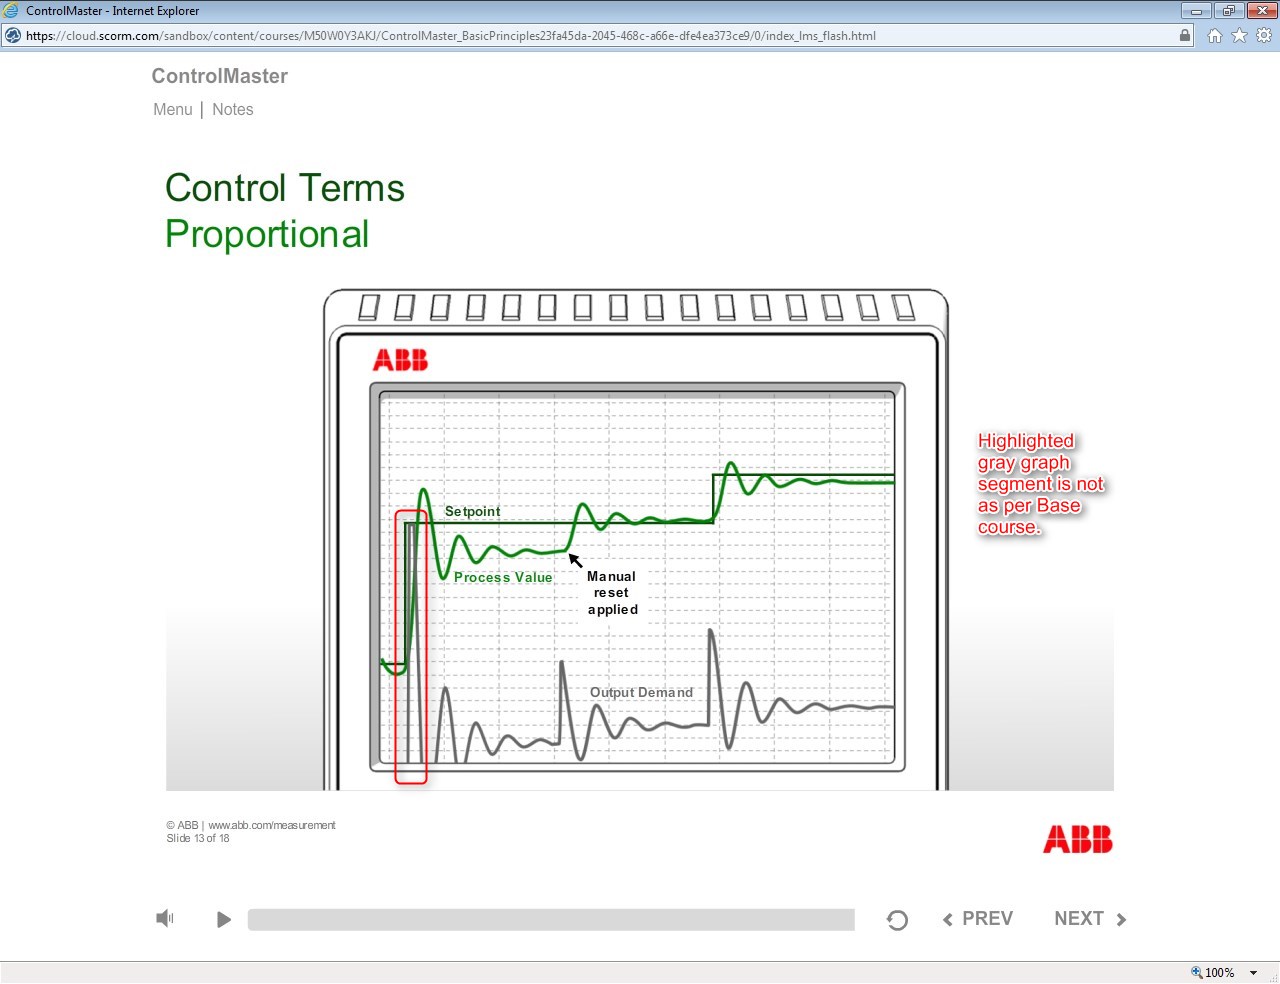 ControlMaster - Internet Explorer
https://cloud.scorm.com/sandbox/content/courses/M50W0Y3AKJ/ControlMaster_BasicPrinciples23fa45da-2045-468c-a66e-dfe4ea373ce9/0/index_lms_flash.html
ControlMaster
Menu | Notes
Control Terms
Proportional
ABB
Highlighted
gray graph
segment is not
as per Base
course.
Setpoint
Process Value
Manual
reset
applied
Output Demand
© ABB | www.abb.com/measurement
Slide 13 of 18
ABB
PREV
NEXT
100%